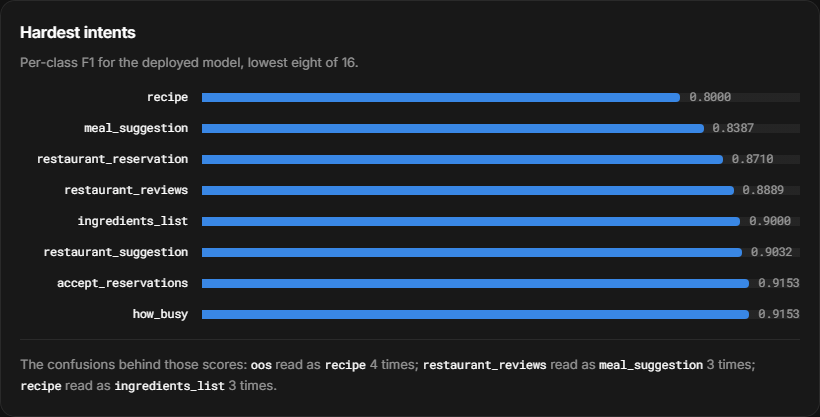 Hardest intents
Per-class F1 for the deployed model, lowest eight of 16.
recipe 0.8000
meal_suggestion 0.8387
restaurant_reservation 0.8710
restaurant_reviews 0.8889
ingredients_list 0.9000
restaurant_suggestion 0.9032
accept_reservations 0.9153
how_busy 0.9153
The confusions behind those scores: oos read as recipe 4 times; restaurant_reviews read as meal_suggestion 3 times;
recipe read as ingredients_list 3 times.